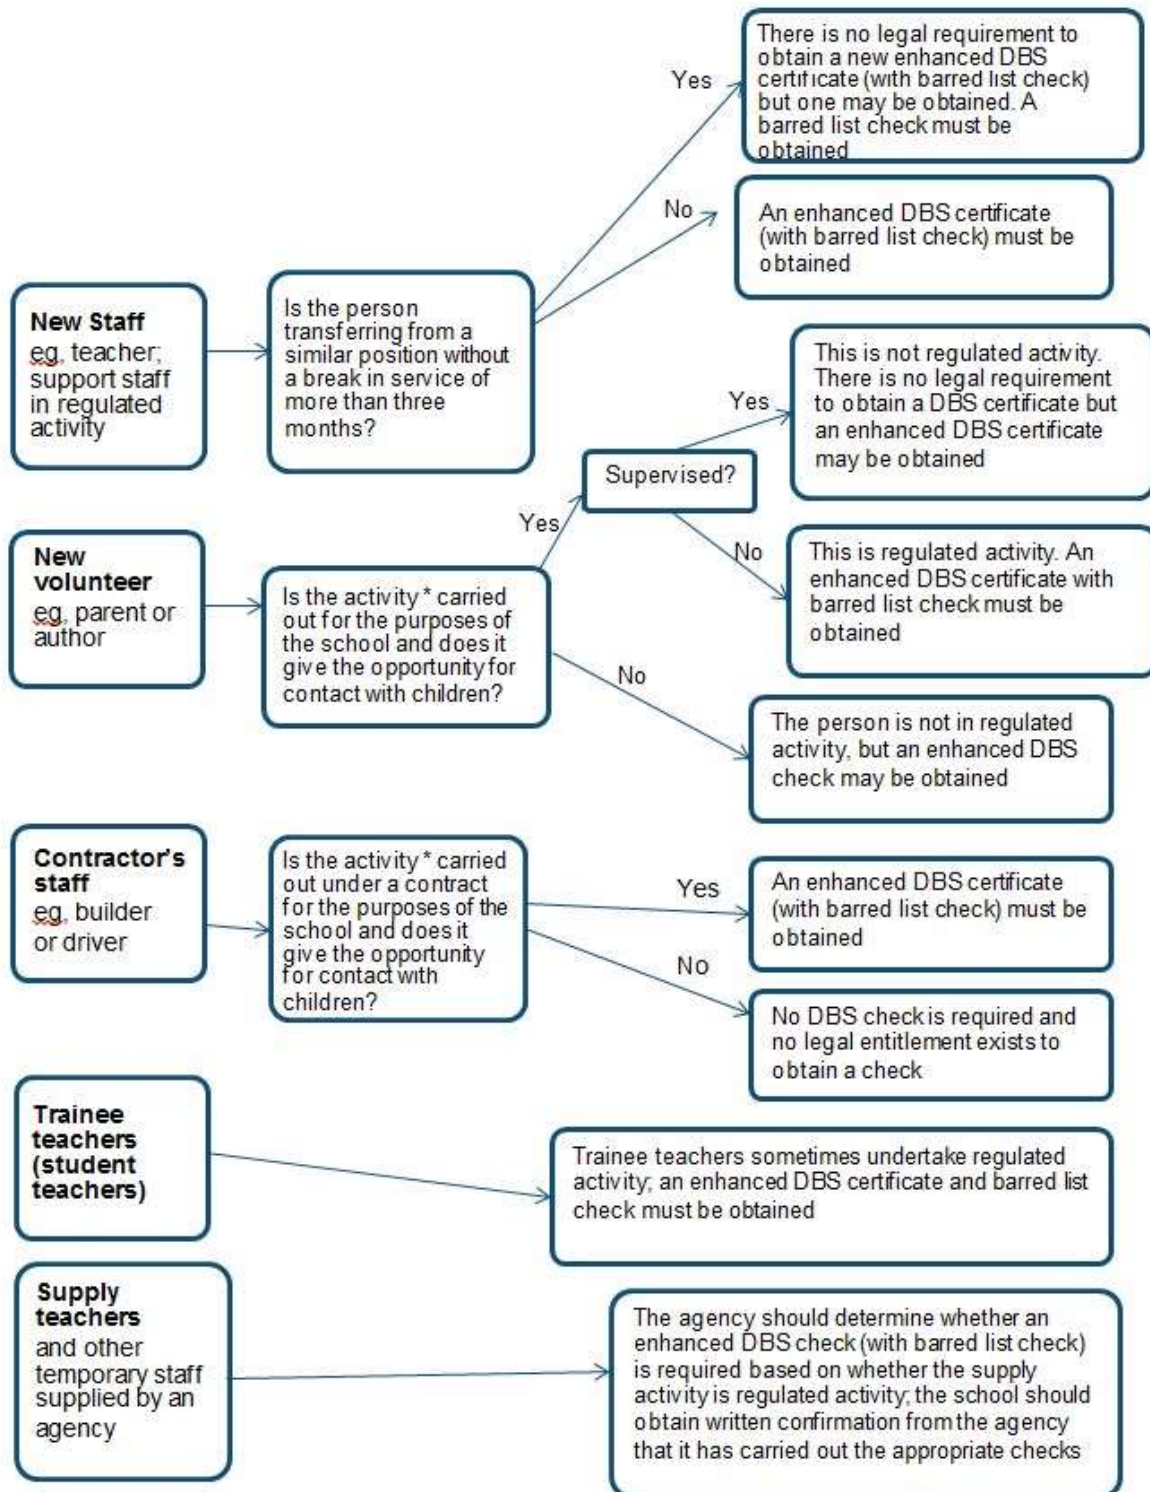 There is no legal requirement to
obtain a new enhanced DBS
certificate (with barred list check)
but one may be obtained. A
barred list check must be
obtained
Yes
No
An enhanced DBS certificate
(with barred list check) must be
obtained
New Staff
eg, teacher;
support staff
in regulated
activity
Is the person
transferring from a
similar position without
a break in service of
more than three
months?
This is not regulated activity.
There is no legal requirement
to obtain a DBS certificate but
an enhanced DBS certificate
may be obtained
Yes
Supervised?
Yes
No
This is regulated activity. An
enhanced DBS certificate with
barred list check must be
obtained
New
volunteer
eg, parent or
author
Is the activity * carried
out for the purposes of
the school and does it
give the opportunity for
contact with children?
No
The person is not in regulated
activity, but an enhanced DBS
check may be obtained
Contractor's
staff
eg, builder
or driver
Is the activity * carried
out under a contract
for the purposes of the
school and does it
give the opportunity
for contact with
children?
Yes
An enhanced DBS certificate
(with barred list check) must be
obtained
No
No DBS check is required and
no legal entitlement exists to
obtain a check
Trainee
teachers
(student
teachers)
Trainee teachers sometimes undertake regulated
activity; an enhanced DBS certificate and barred list
check must be obtained
Supply
teachers
and other
temporary staff
supplied by an
agency
The agency should determine whether an
enhanced DBS check (with barred list check)
is required based on whether the supply
activity is regulated activity; the school should
obtain written confirmation from the agency
that it has carried out the appropriate checks